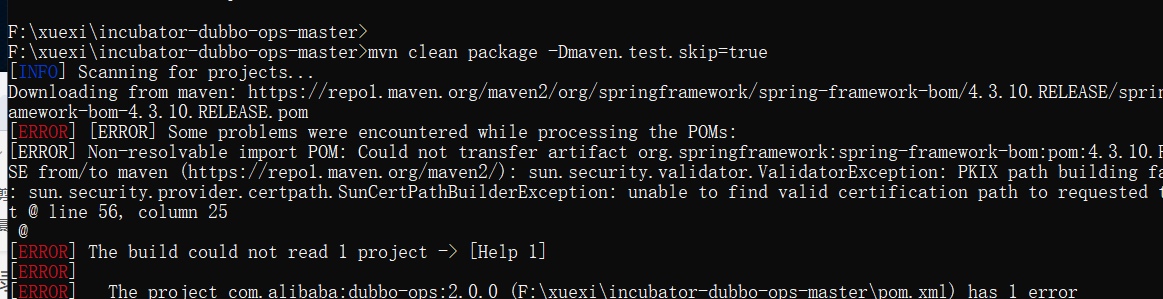 F:\xuexi\incubator-dubbo-ops-master>
F:\xuexi\incubator-dubbo-ops-master>mvn clean package -Dmaven.test.skip=true
[INFO] Scanning for projects...
Downloading from maven: https://repo1.maven.org/maven2/org/springframework/spring-framework-bom/4.3.10.RELEASE/spri
amework-bom-4.3.10.RELEASE.pom
[ERROR] [ERROR] Some problems were encountered while processing the POMs:
[ERROR] Non-resolvable import POM: Could not transfer artifact org.springframework:spring-framework-bom:pom:4.3.10.
SE from/to maven (https://repo1.maven.org/maven2/): sun.security.validator.ValidatorException: PKIX path building fa
: sun.security.provider.certpath.SunCertPathBuilderException: unable to find valid certification path to requested t
t @ line 56, column 25
@
[ERROR] The build could not read 1 project -> [Help 1]
[ERROR]
[ERROR]   The project com.alibaba:dubbo-ops:2.0.0 (F:\xuexi\incubator-dubbo-ops-master\pom.xml) has 1 error